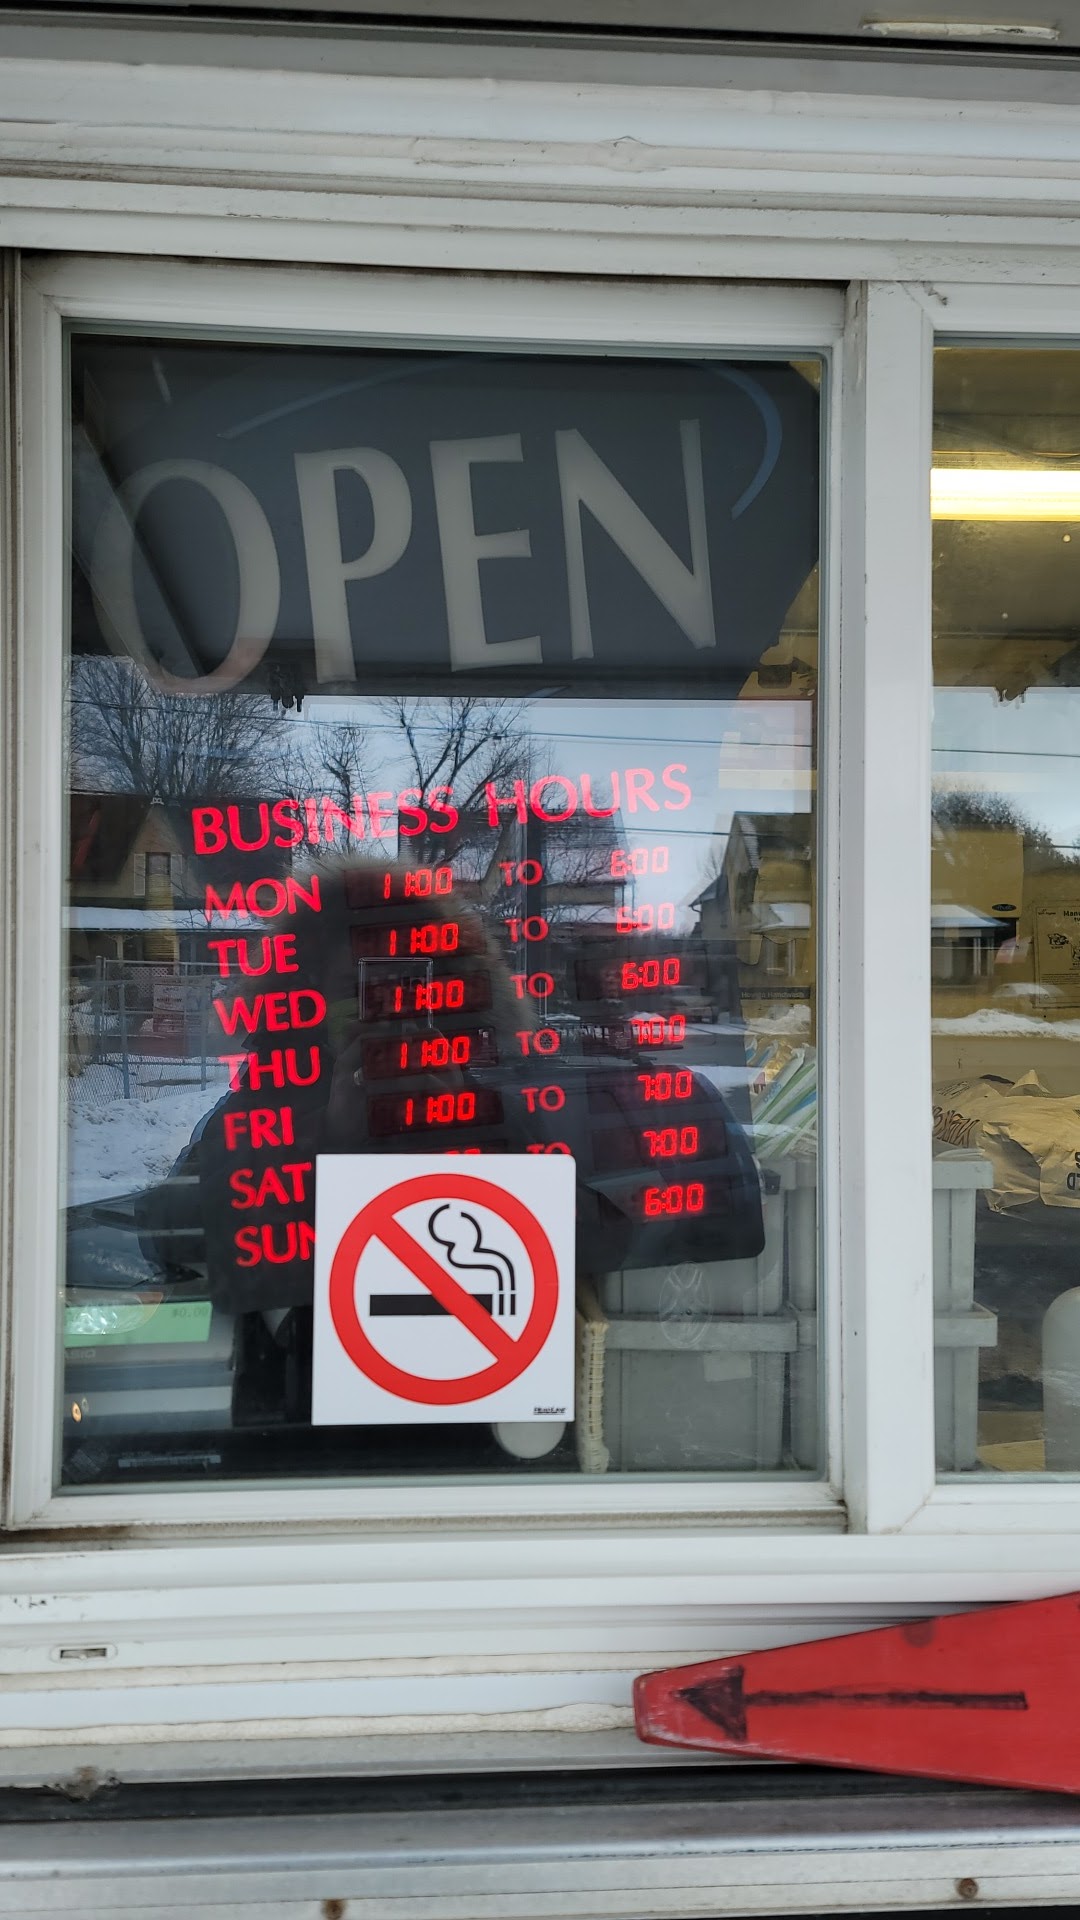 OPEN
BUSINESS HOURS
MON 11:00 TO 6:00
TUE 11:00 TO 6:00
WED 11:00 TO 6:00
THU 11:00 TO 7:00
FRI 11:00 TO 7:00
SAT TO 7:00
SUN 6:00